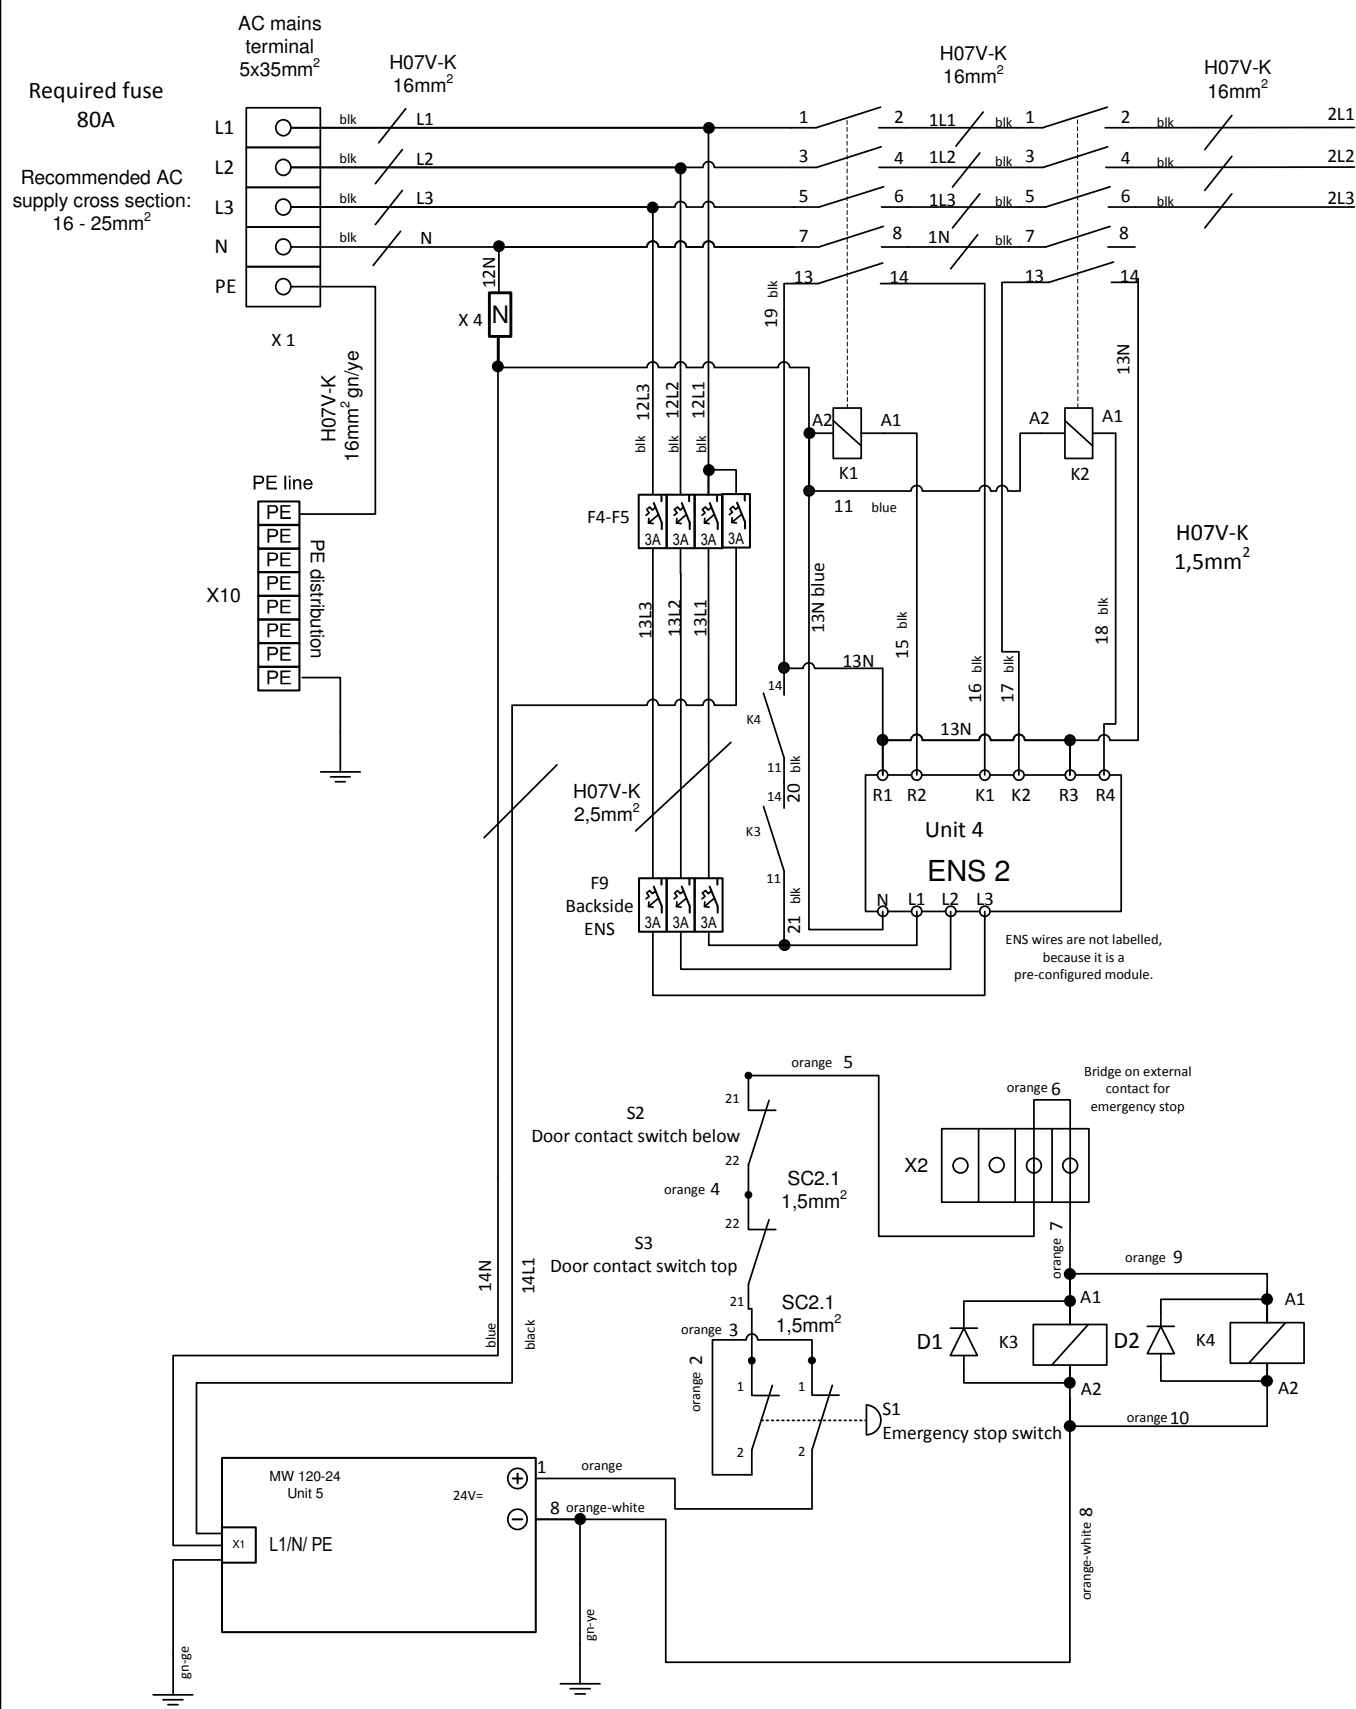 AC mains
terminal
5x35mm²
Required fuse
80A
Recommended AC
supply cross section:
16 - 25mm²
H07V-K
16mm²
H07V-K
16mm²
H07V-K
16mm²
L1
blk
L1
1
2
1L1
blk
1
2
blk
2L1
L2
blk
L2
3
4
1L2
blk
3
4
blk
2L2
L3
blk
L3
5
6
1L3
blk
5
6
blk
2L3
N
blk
N
7
8
1N
blk
7
8
PE
13
14
13
14
X 1
12N
X 4
N
19
blk
13N
H07V-K
16mm² gn/ye
12L3
12L2
12L1
blk
blk
blk
A2
A1
K1
A2
A1
K2
11
blue
PE line
PE
PE
PE
PE
PE
PE
PE
PE
PE distribution
X10
F4-F5
3A
3A
3A
3A
H07V-K
1,5mm²
13L3
13L2
13L1
13N blue
15
blk
18
blk
13N
16
blk
17
blk
14
K4
11
13N
20
blk
14
K3
11
21
blk
H07V-K
2,5mm²
R1
R2
K1
K2
R3
R4
Unit 4
ENS 2
N
L1
L2
L3
F9
Backside
ENS
3A
3A
3A
ENS wires are not labelled,
because it is a
pre-configured module.
orange 5
21
S2
Door contact switch below
22
orange 4
SC2.1
1,5mm²
22
S3
Door contact switch top
21
SC2.1
1,5mm²
orange 3
orange 2
1
1
2
2
S1
Emergency stop switch
orange 6
Bridge on external
contact for
emergency stop
X2
orange 7
orange 9
A1
A1
D1
K3
D2
K4
A2
A2
orange 10
14N
14L1
blue
black
MW 120-24
Unit 5
24V=
+
1
orange
−
8
orange-white
X1
L1/N/ PE
orange-white 8
gn-ge
gn-ye